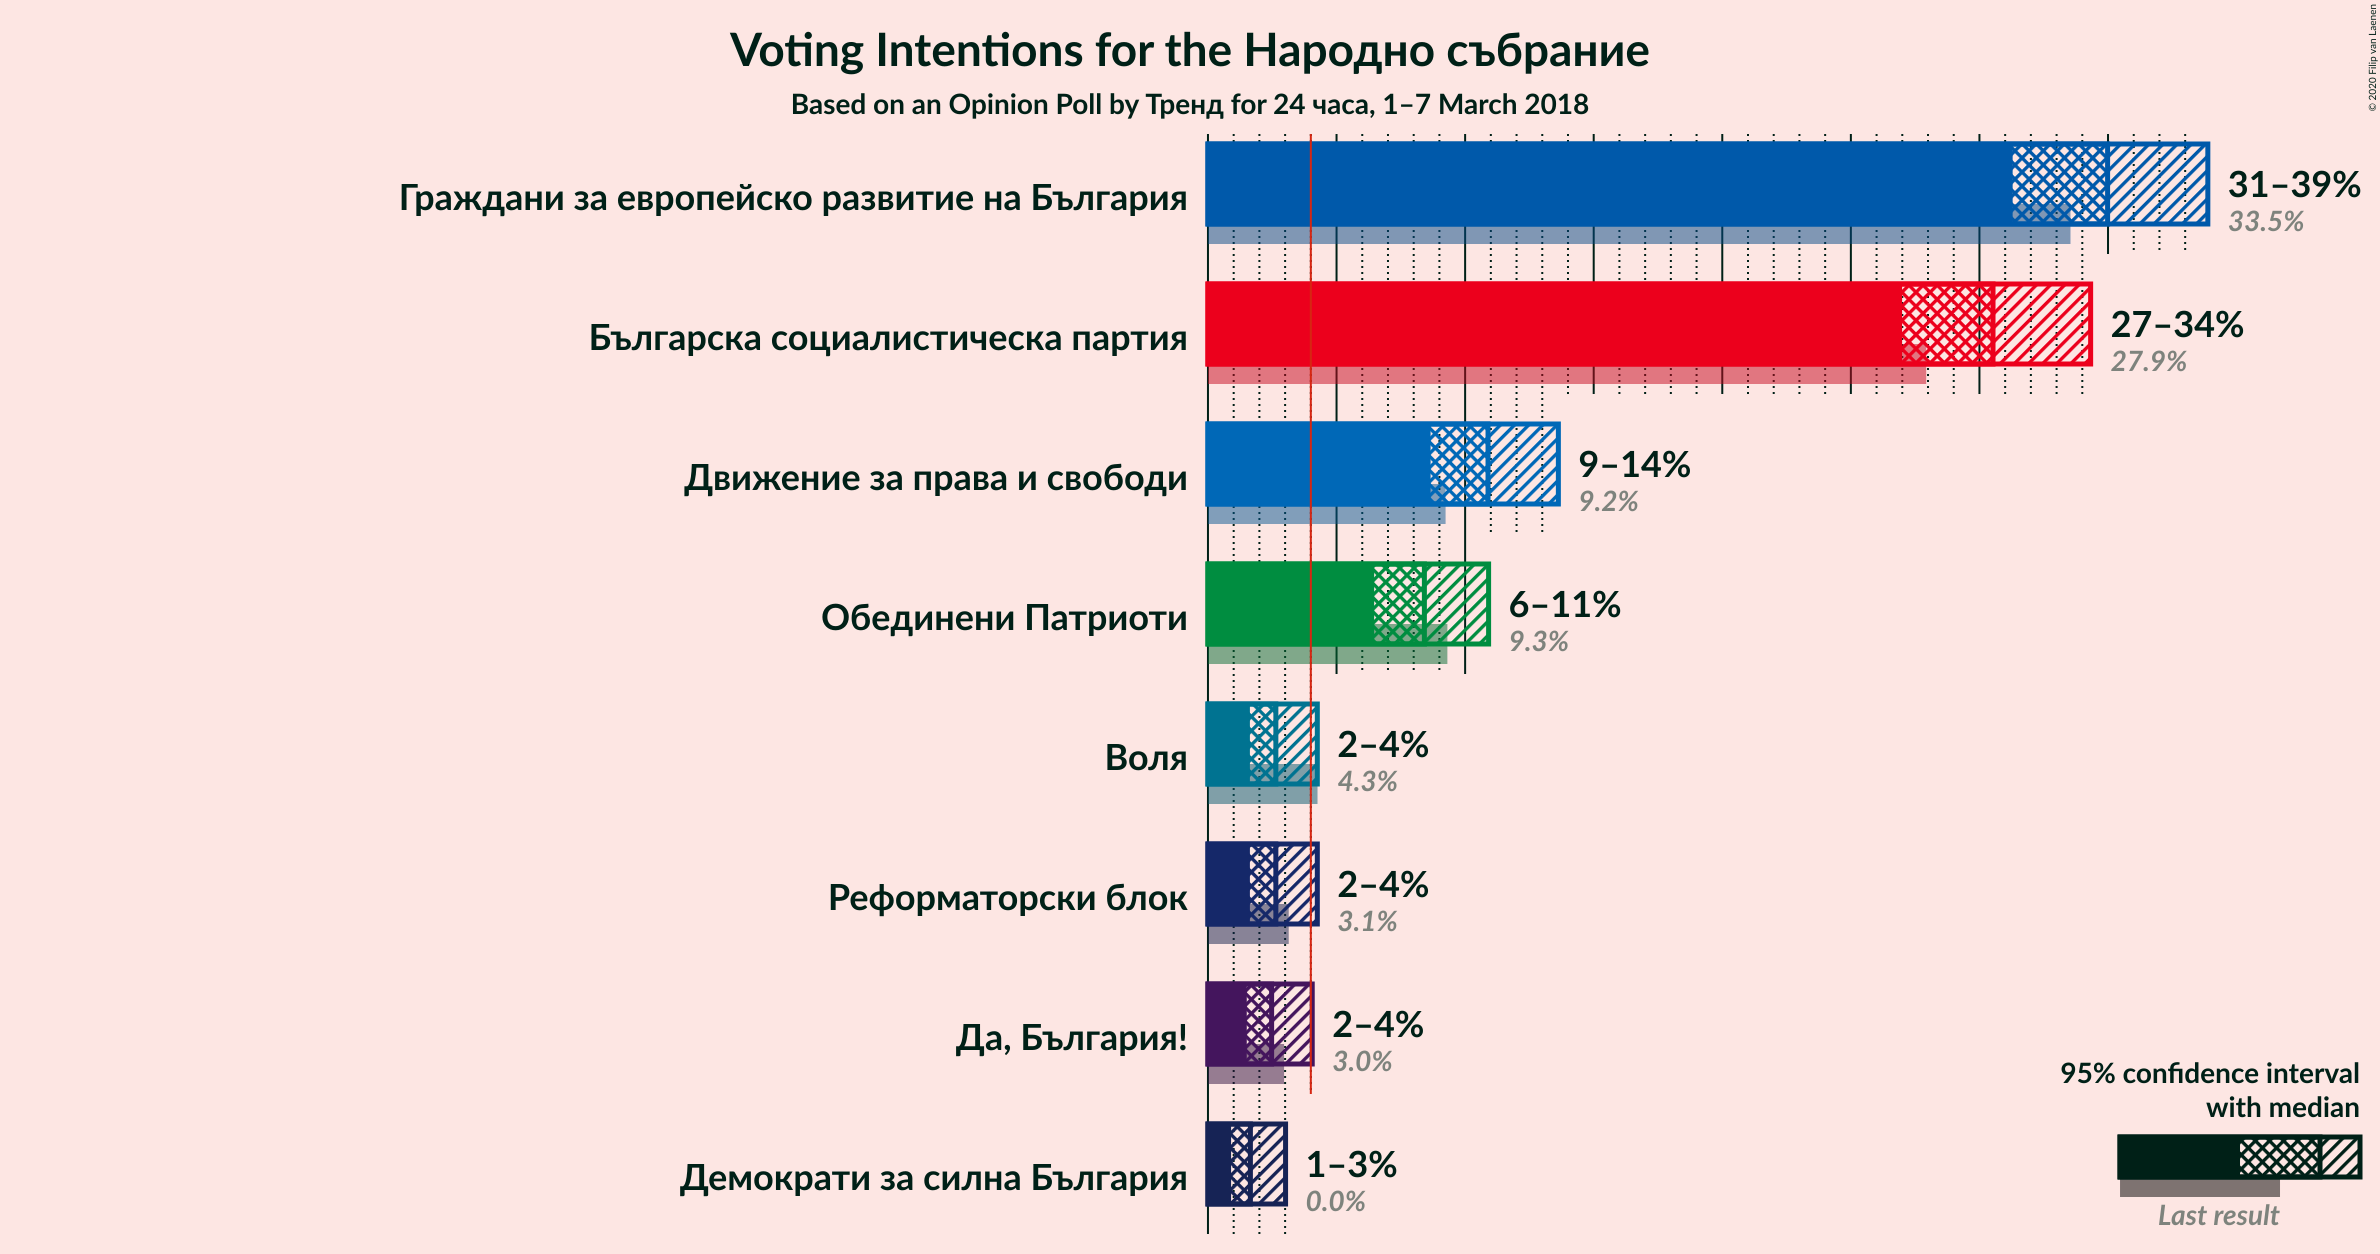 Voting Intentions for the Народно събрание
Based on an Opinion Poll by Тренд for 24 часа, 1–7 March 2018
© 2020 Filip van Laenen
Граждани за европейско развитие на България
31–39%
33.5%
Българска социалистическа партия
27–34%
27.9%
Движение за права и свободи
9–14%
9.2%
Обединени Патриоти
6–11%
9.3%
Воля
2–4%
4.3%
Реформаторски блок
2–4%
3.1%
Да, България!
2–4%
3.0%
Демократи за силна България
1–3%
0.0%
95% confidence interval
with median
Last result